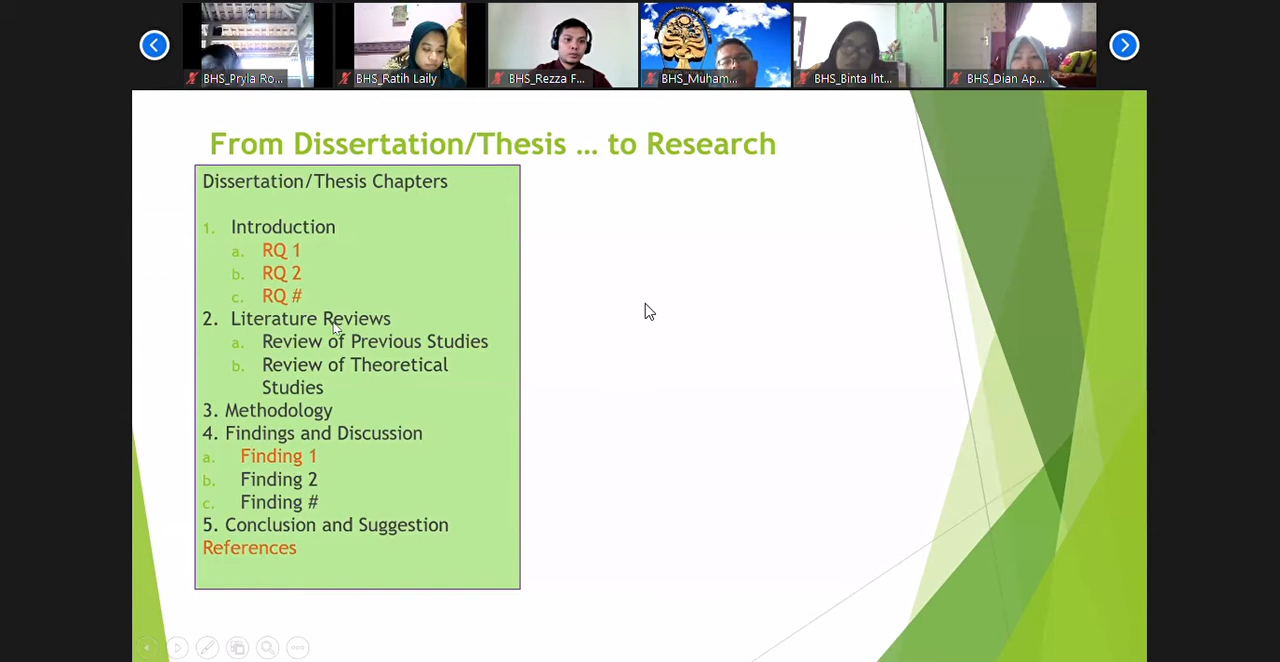 BHS_Pryla Ro...
BHS_Ratih Laily
BHS_Rezza F...
BHS_Muham...
BHS_Binta Iht...
BHS_Dian Ap...
From Dissertation/Thesis ... to Research
Dissertation/Thesis Chapters
1. Introduction
a. RQ 1
b. RQ 2
c. RQ #
2. Literature Reviews
a. Review of Previous Studies
b. Review of Theoretical
Studies
3. Methodology
4. Findings and Discussion
a. Finding 1
b. Finding 2
c. Finding #
5. Conclusion and Suggestion
References